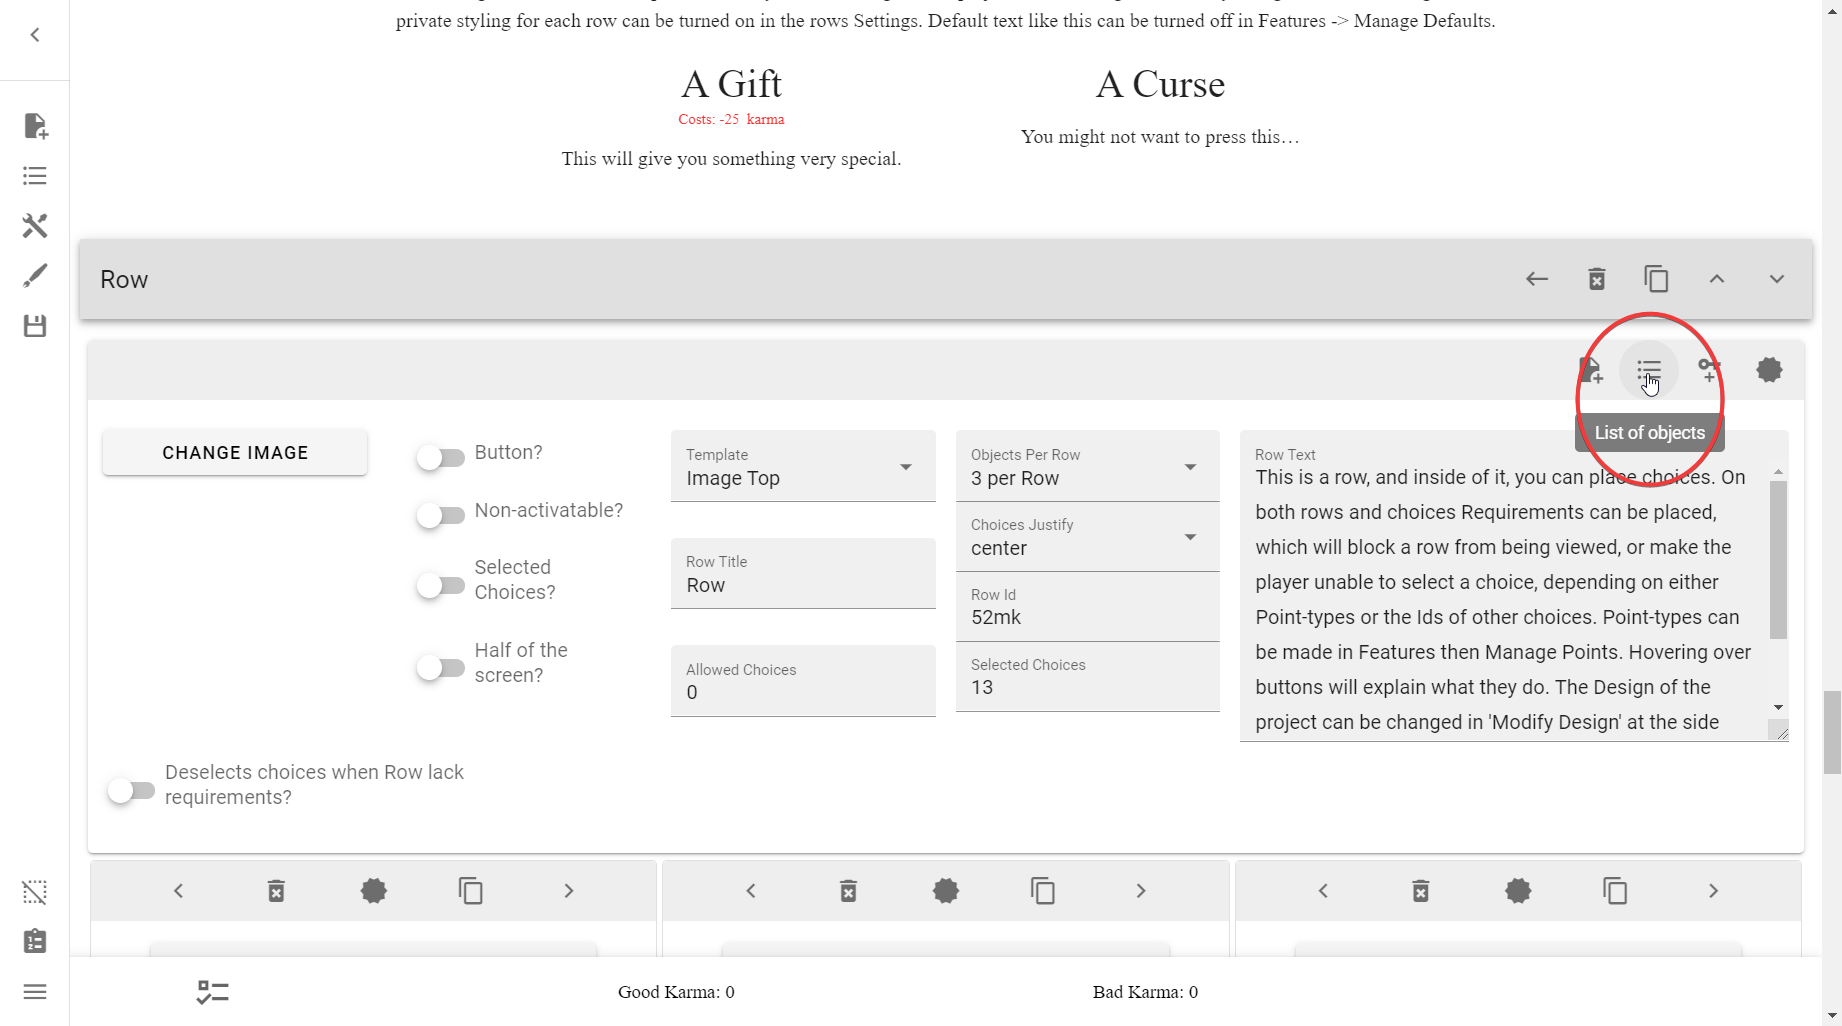 private styling for each row can be turned on in the rows Settings. Default text like this can be turned off in Features -> Manage Defaults.
A Gift
Costs: -25 karma
This will give you something very special.
A Curse
You might not want to press this…
Row
List of objects
CHANGE IMAGE
Button?
Non-activatable?
Selected
Choices?
Half of the
screen?
Deselects choices when Row lack
requirements?
Template
Image Top
Row Title
Row
Allowed Choices
0
Objects Per Row
3 per Row
Choices Justify
center
Row Id
52mk
Selected Choices
13
Row Text
This is a row, and inside of it, you can place choices. On
both rows and choices Requirements can be placed,
which will block a row from being viewed, or make the
player unable to select a choice, depending on either
Point-types or the Ids of other choices. Point-types can
be made in Features then Manage Points. Hovering over
buttons will explain what they do. The Design of the
project can be changed in 'Modify Design' at the side
Good Karma: 0
Bad Karma: 0